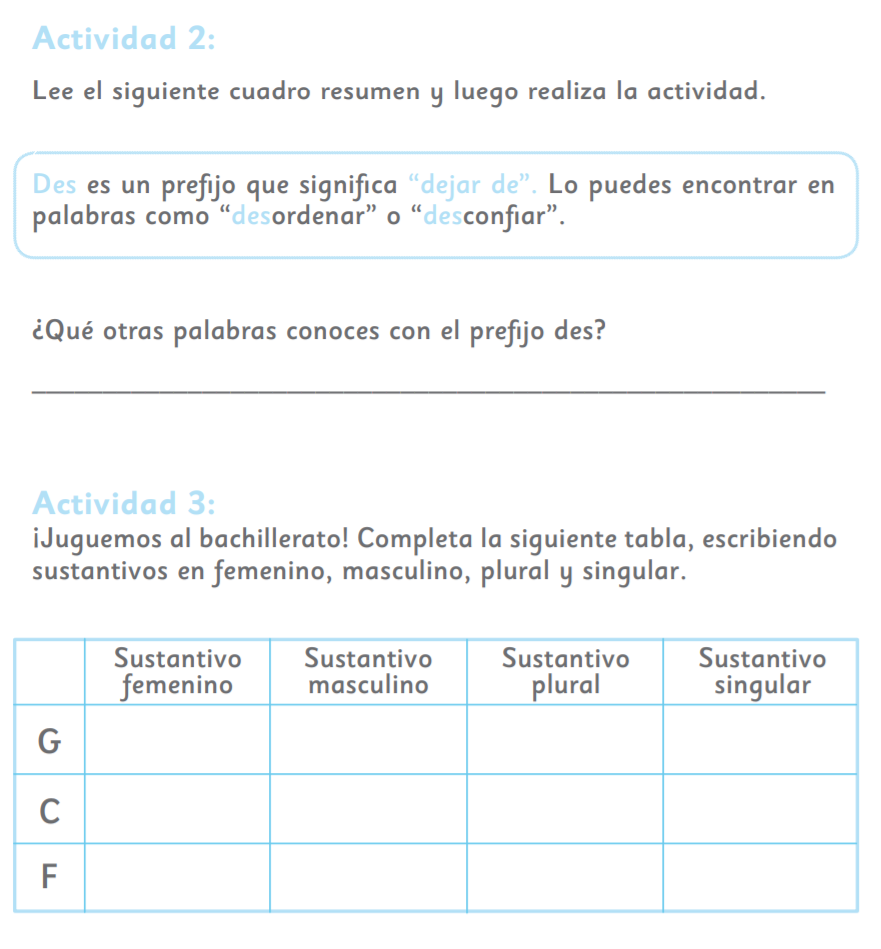 Actividad 2:
Lee el siguiente cuadro resumen y luego realiza la actividad.
Des es un prefijo que significa “dejar de”. Lo puedes encontrar en
palabras como “desordenar” o “desconfiar”.
¿Qué otras palabras conoces con el prefijo des?
Actividad 3:
¡Juguemos al bachillerato! Completa la siguiente tabla, escribiendo
sustantivos en femenino, masculino, plural y singular.
Sustantivo femenino Sustantivo masculino Sustantivo plural Sustantivo singular
G
C
F